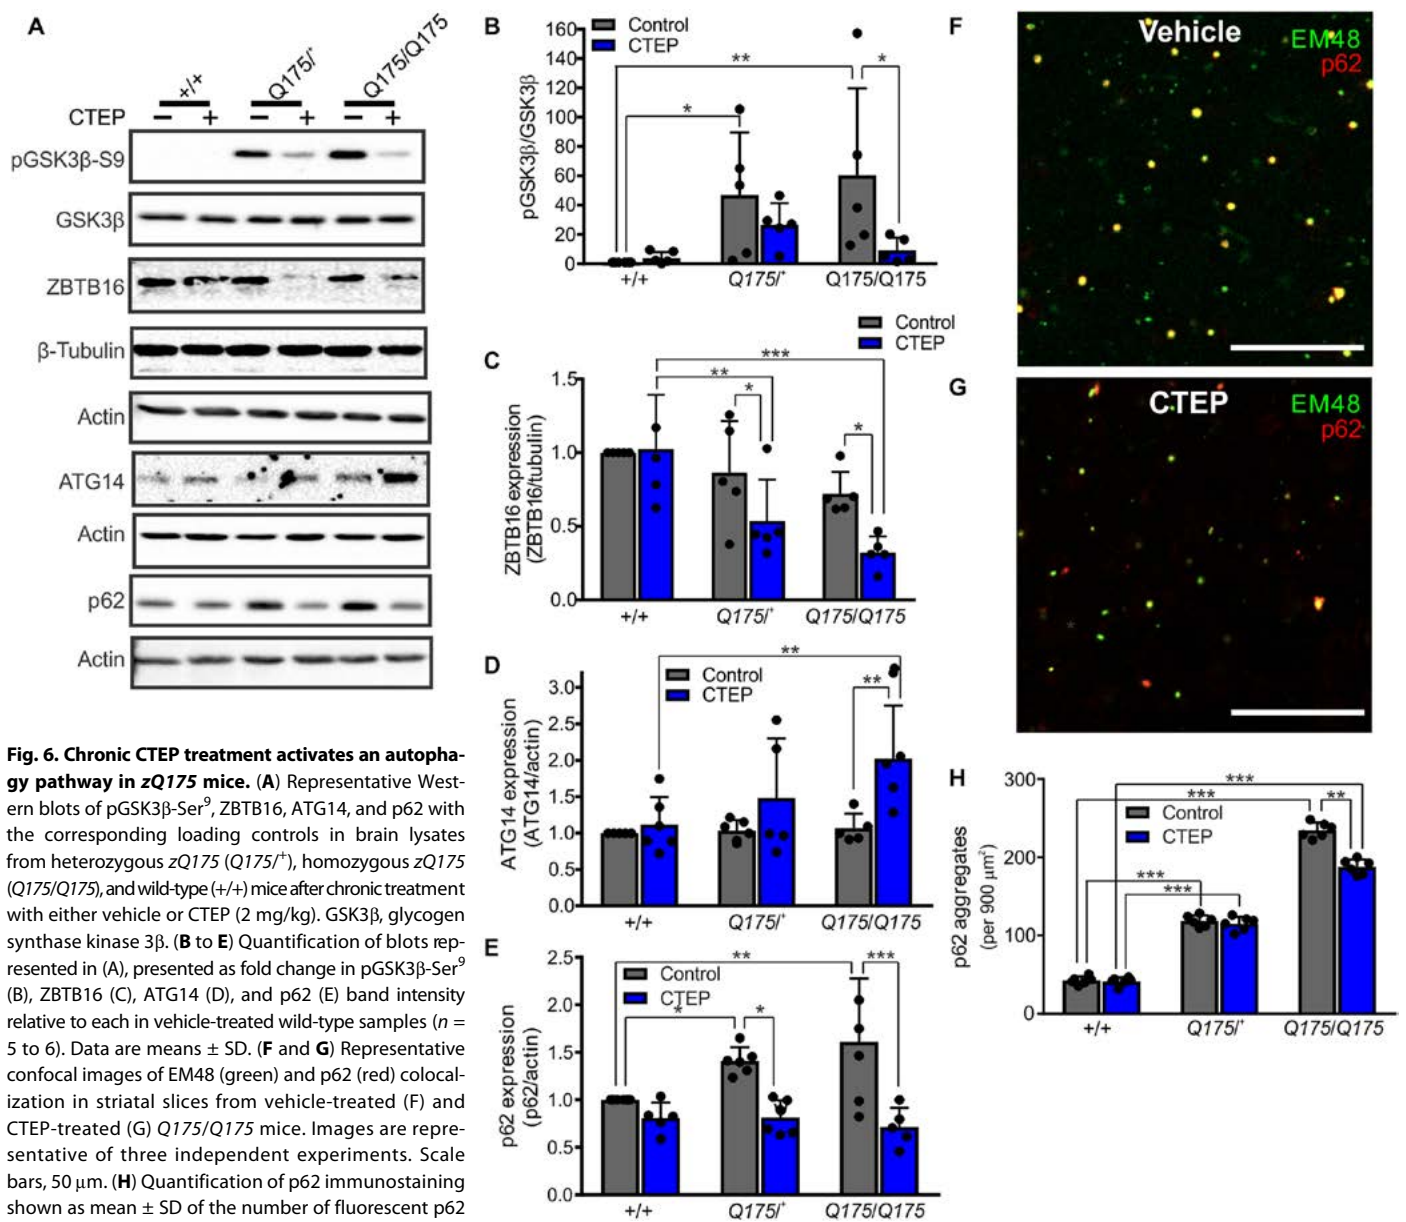 A
+/+
Q175/+
Q175/Q175
CTEP
− + − + − +
pGSK3β-S9
GSK3β
ZBTB16
β-Tubulin
Actin
ATG14
Actin
p62
Actin
Fig. 6. Chronic CTEP treatment activates an autopha-
gy pathway in zQ175 mice. (A) Representative West-
ern blots of pGSK3β-Ser9, ZBTB16, ATG14, and p62 with
the corresponding loading controls in brain lysates
from heterozygous zQ175 (Q175/+), homozygous zQ175
(Q175/Q175), and wild-type (+/+) mice after chronic treatment
with either vehicle or CTEP (2 mg/kg). GSK3β, glycogen
synthase kinase 3β. (B to E) Quantification of blots rep-
resented in (A), presented as fold change in pGSK3β-Ser9
(B), ZBTB16 (C), ATG14 (D), and p62 (E) band intensity
relative to each in vehicle-treated wild-type samples (n =
5 to 6). Data are means ± SD. (F and G) Representative
confocal images of EM48 (green) and p62 (red) colocal-
ization in striatal slices from vehicle-treated (F) and
CTEP-treated (G) Q175/Q175 mice. Images are repre-
sentative of three independent experiments. Scale
bars, 50 μm. (H) Quantification of p62 immunostaining
shown as mean ± SD of the number of fluorescent p62
B
Control
CTEP
pGSK3β/GSK3β
160
140
120
100
80
60
40
20
0
**
*
*
+/+ Q175/+ Q175/Q175
C
Control
CTEP
ZBTB16 expression
(ZBTB16/tubulin)
1.5
1.0
0.5
0.0
***
**
*
*
+/+ Q175/+ Q175/Q175
D
Control
CTEP
ATG14 expression
(ATG14/actin)
3.0
2.5
2.0
1.5
1.0
0.5
0.0
**
**
+/+ Q175/+ Q175/Q175
E
Control
CTEP
p62 expression
(p62/actin)
2.5
2.0
1.5
1.0
0.5
0.0
** ***
* *
+/+ Q175/+ Q175/Q175
F
Vehicle
EM48
p62
G
CTEP
EM48
p62
*
H
Control
CTEP
p62 aggregates
(per 900 μm2)
300
200
100
0
***
*** **
***
***
+/+ Q175/+ Q175/Q175